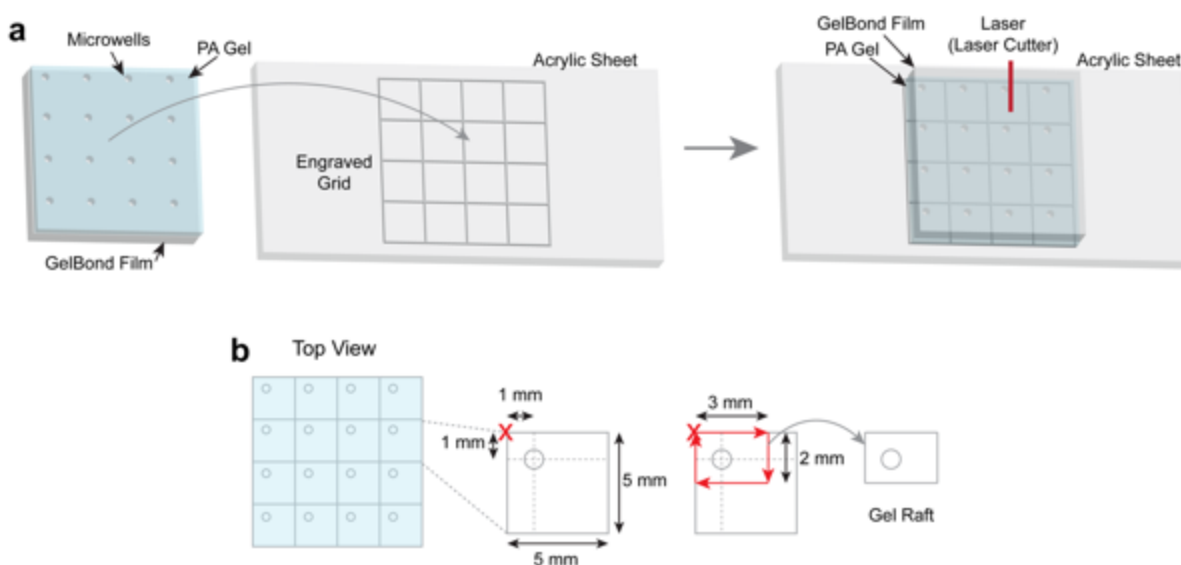 a
Microwells
PA Gel
GelBond Film
Acrylic Sheet
Engraved
Grid
GelBond Film
PA Gel
Laser
(Laser Cutter)
Acrylic Sheet
b
Top View
1 mm
X
1 mm
5 mm
5 mm
3 mm
X
2 mm
Gel Raft